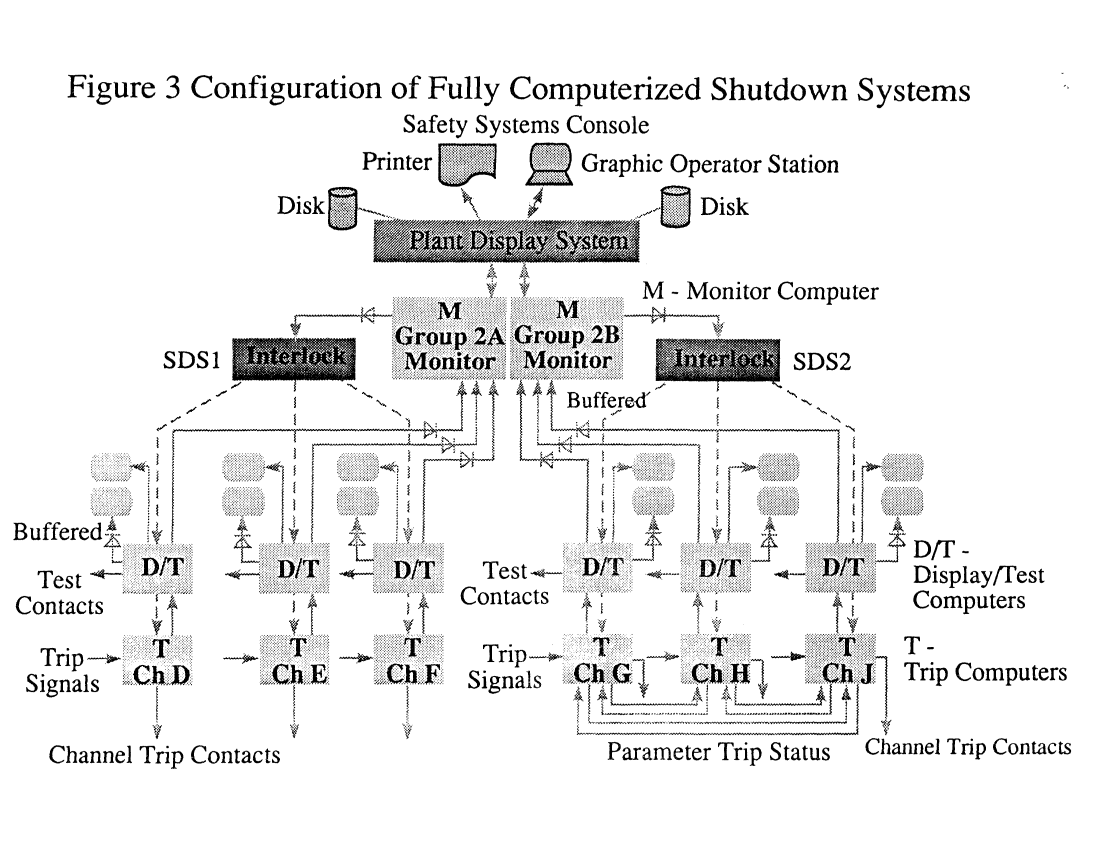 Figure 3 Configuration of Fully Computerized Shutdown Systems
Safety Systems Console
Printer
Graphic Operator Station
Disk
Disk
Plant Display System
M - Monitor Computer
M
Group 2A
Monitor
M
Group 2B
Monitor
SDS1
Interlock
Interlock
SDS2
Buffered
Buffered
D/T
D/T
D/T
D/T
D/T
D/T
D/T -
Display/Test
Computers
Test
Contacts
Test
Contacts
Trip
Signals
T
Ch D
T
Ch E
T
Ch F
Trip
Signals
T
Ch G
T
Ch H
T
Ch J
T -
Trip Computers
Channel Trip Contacts
Parameter Trip Status
Channel Trip Contacts